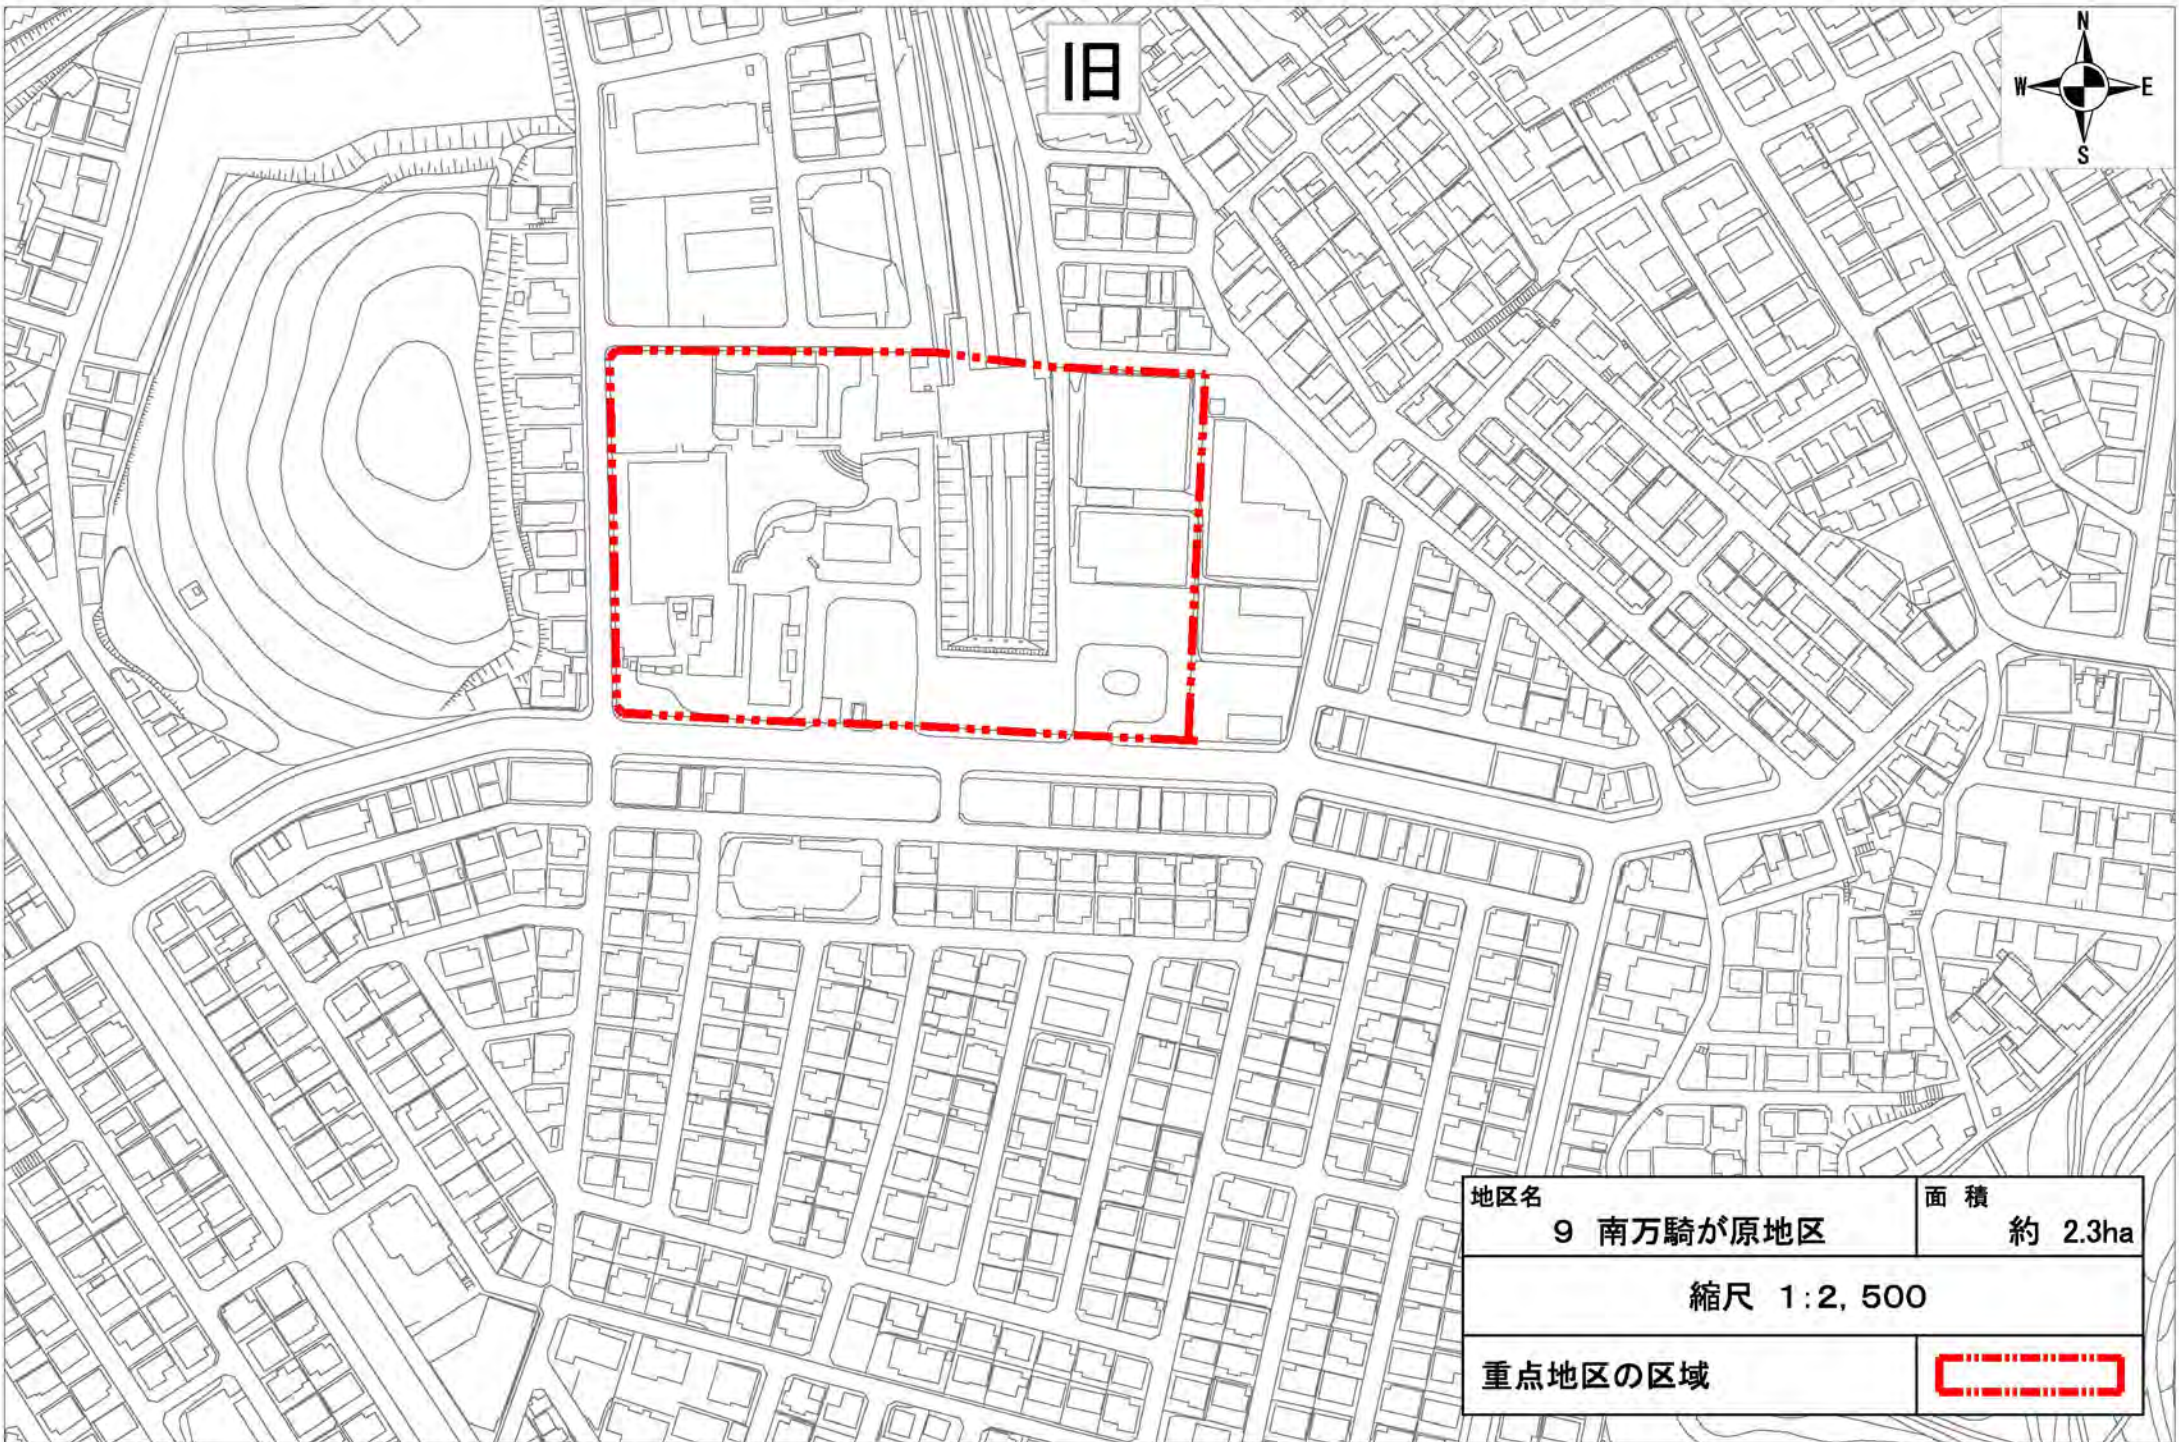 旧
N
W E
S
地区名
9 南万騎が原地区
面 積
約 2.3ha
縮尺 1:2,500
重点地区の区域